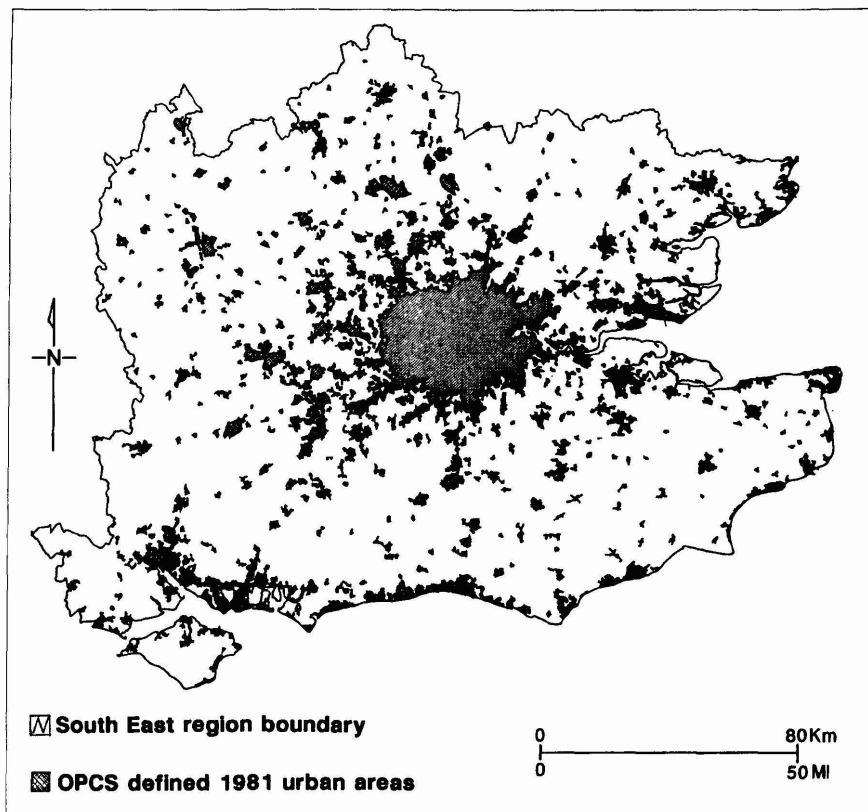 N
South East region boundary
OPCS defined 1981 urban areas
0 80Km
0 50MI